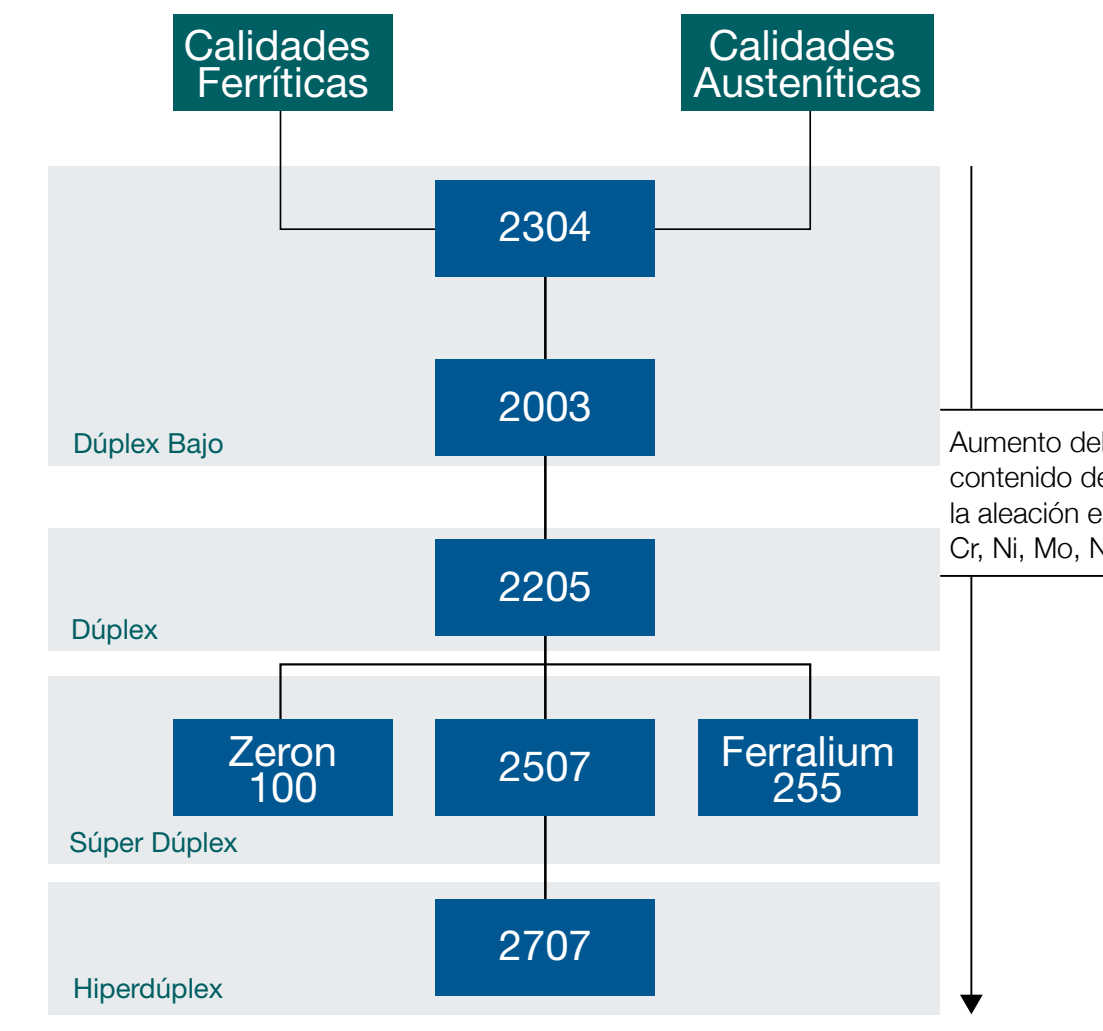 Calidades
Ferríticas
Calidades
Austeníticas
2304
2003
Dúplex Bajo
Aumento del
contenido de
la aleación e
Cr, Ni, Mo, N
2205
Dúplex
Zeron
100
2507
Ferralium
255
Súper Dúplex
2707
Hiperdúplex